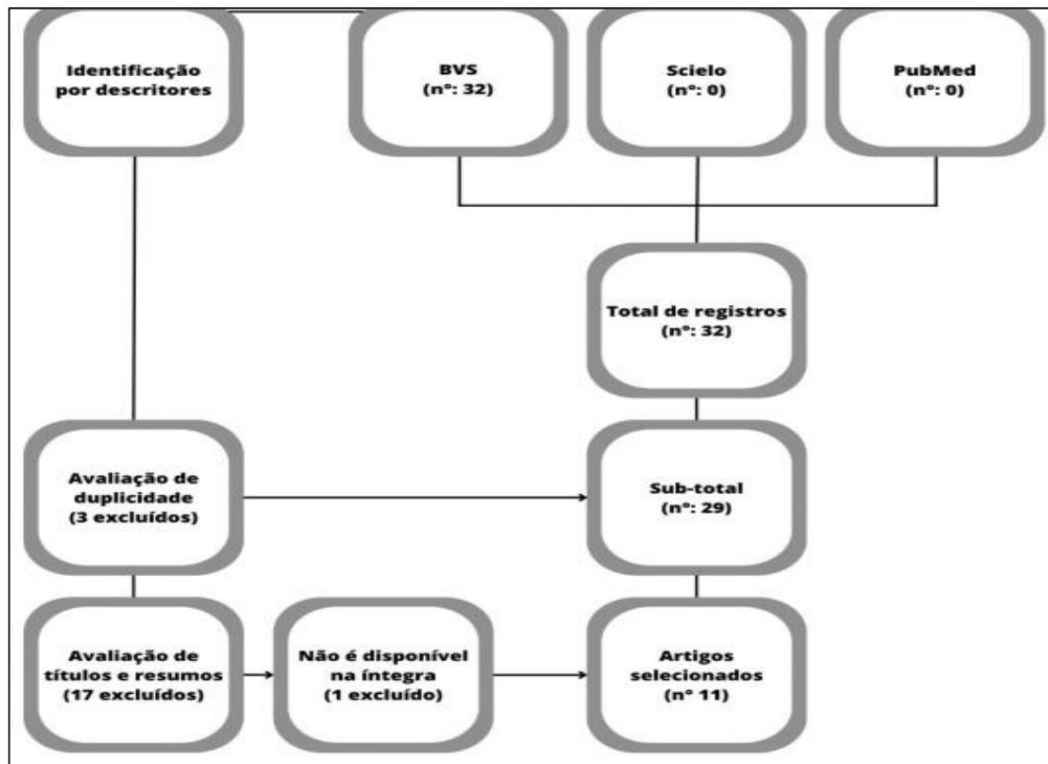 Identificação
por descritores
BVS
(nº: 32)
Scielo
(nº: 0)
PubMed
(nº: 0)
Total de registros
(nº: 32)
Avaliação de
duplicidade
(3 excluídos)
Sub-total
(nº: 29)
Avaliação de
títulos e resumos
(17 excluídos)
Não é disponível
na íntegra
(1 excluído)
Artigos
selecionados
(nº 11)